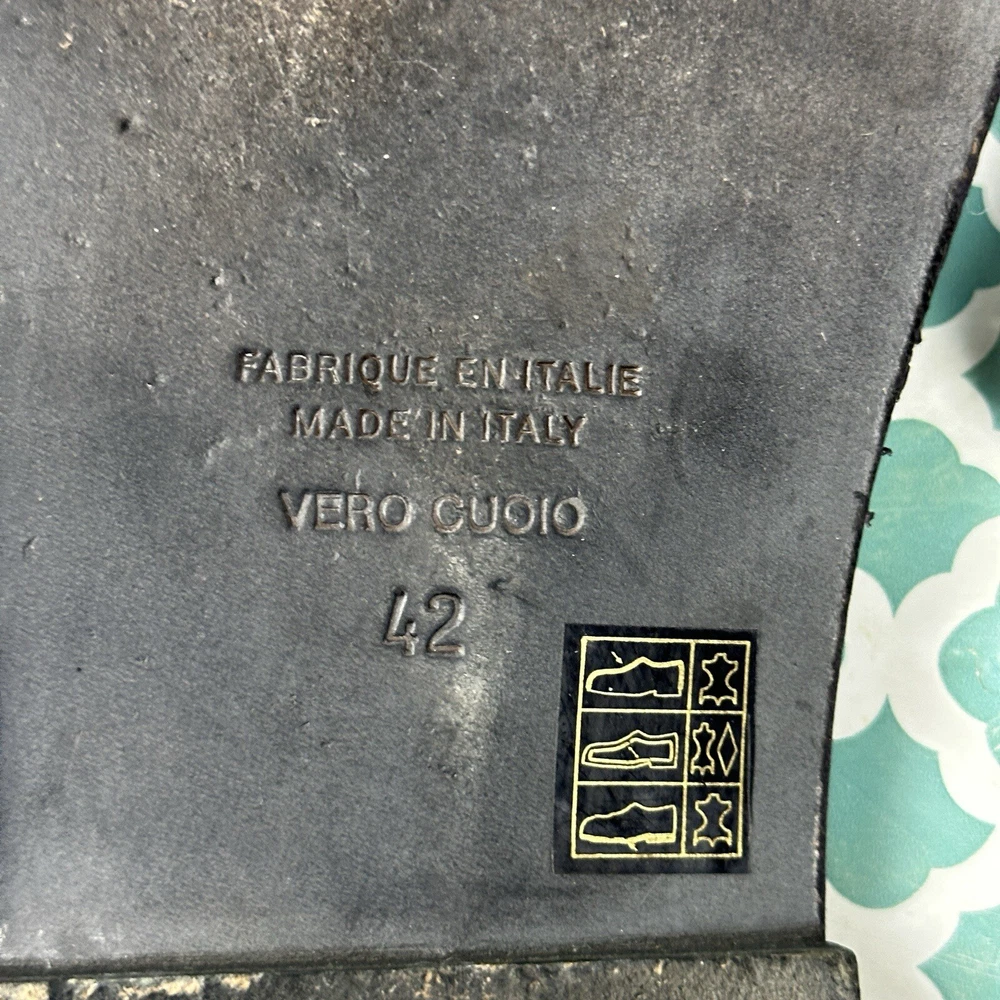 FABRIQUE EN ITALIE
MADE IN ITALY
VERO CUOIO
42